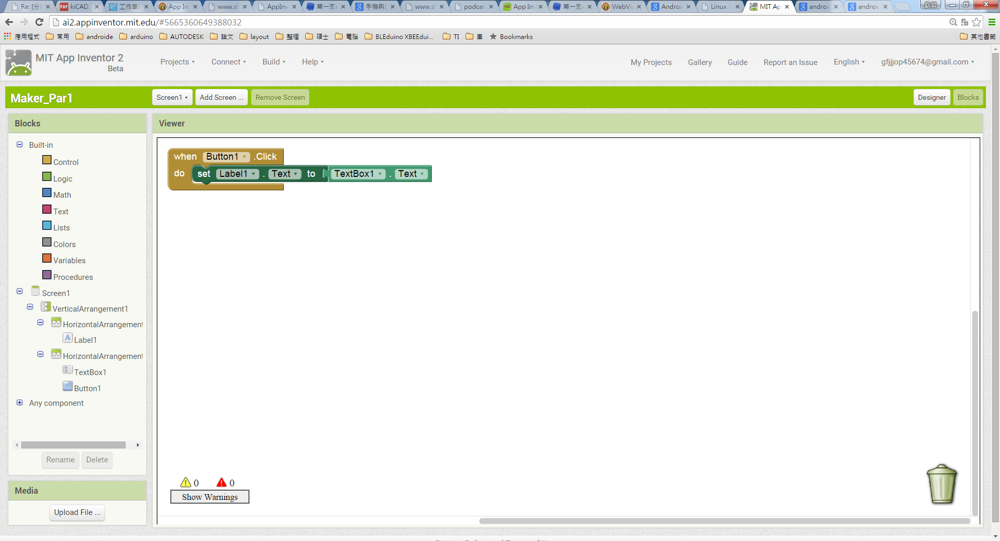 Re: [分
kiCAD.
工作筆
App In
www.sl
AppInv
第一支
手機與
www.sl
podcas
App In
第一支
WebVi
Androi
Linux
MIT Ap
android
android
ai2.appinventor.mit.edu/#5665360649388032
應用程式
常用
androide
arduino
AUTODESK
論文
layout
整理
碩士
電腦
BLEduino XBEEdui...
TI
車
Bookmarks
其他書籤
MIT App Inventor 2
Beta
Projects
Connect
Build
Help
My Projects
Gallery
Guide
Report an Issue
English
gfjjjop45674@gmail.com
Maker_Par1
Screen1
Add Screen ...
Remove Screen
Designer
Blocks
Blocks
Viewer
Built-in
Control
Logic
Math
Text
Lists
Colors
Variables
Procedures
Screen1
VerticalArrangement1
HorizontalArrangement
Label1
HorizontalArrangement
TextBox1
Button1
Any component
Rename
Delete
Media
Upload File ...
when Button1 .Click
do set Label1 . Text to TextBox1 . Text
0
0
Show Warnings